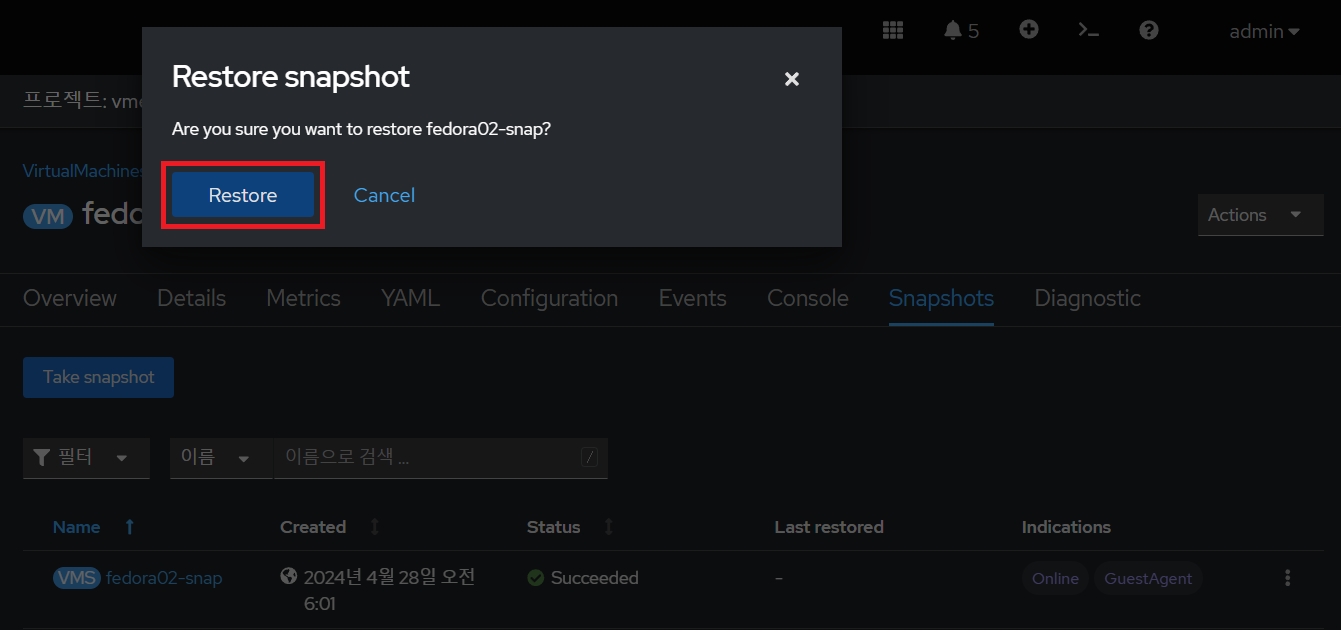 5
admin
Restore snapshot
Are you sure you want to restore fedora02-snap?
Restore Cancel
프로젝트:
VirtualMachines
VM
Actions
Overview Details Metrics YAML Configuration Events Console Snapshots Diagnostic
Take snapshot
필터 이름 이름으로 검색 ... /
Name Created Status Last restored Indications
VMS fedora02-snap 2024년 4월 28일 오전 Succeeded - Online GuestAgent
6:01